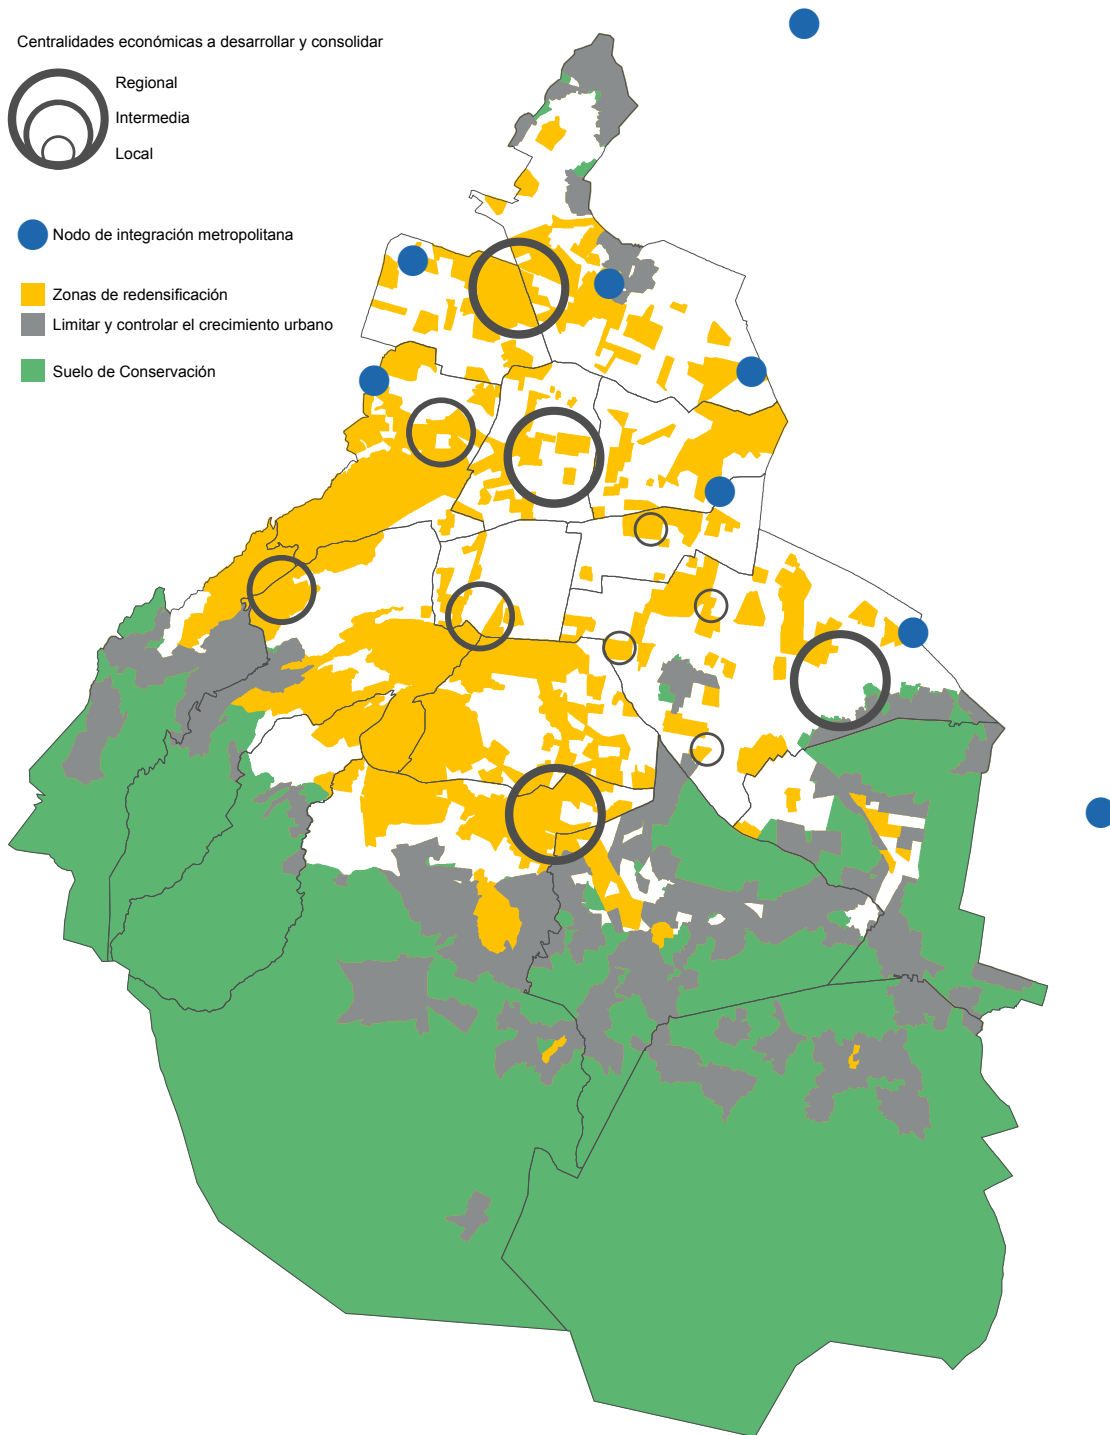 Centralidades económicas a desarrollar y consolidar
Regional
Intermedia
Local
Nodo de integración metropolitana
Zonas de redensificación
Limitar y controlar el crecimiento urbano
Suelo de Conservación